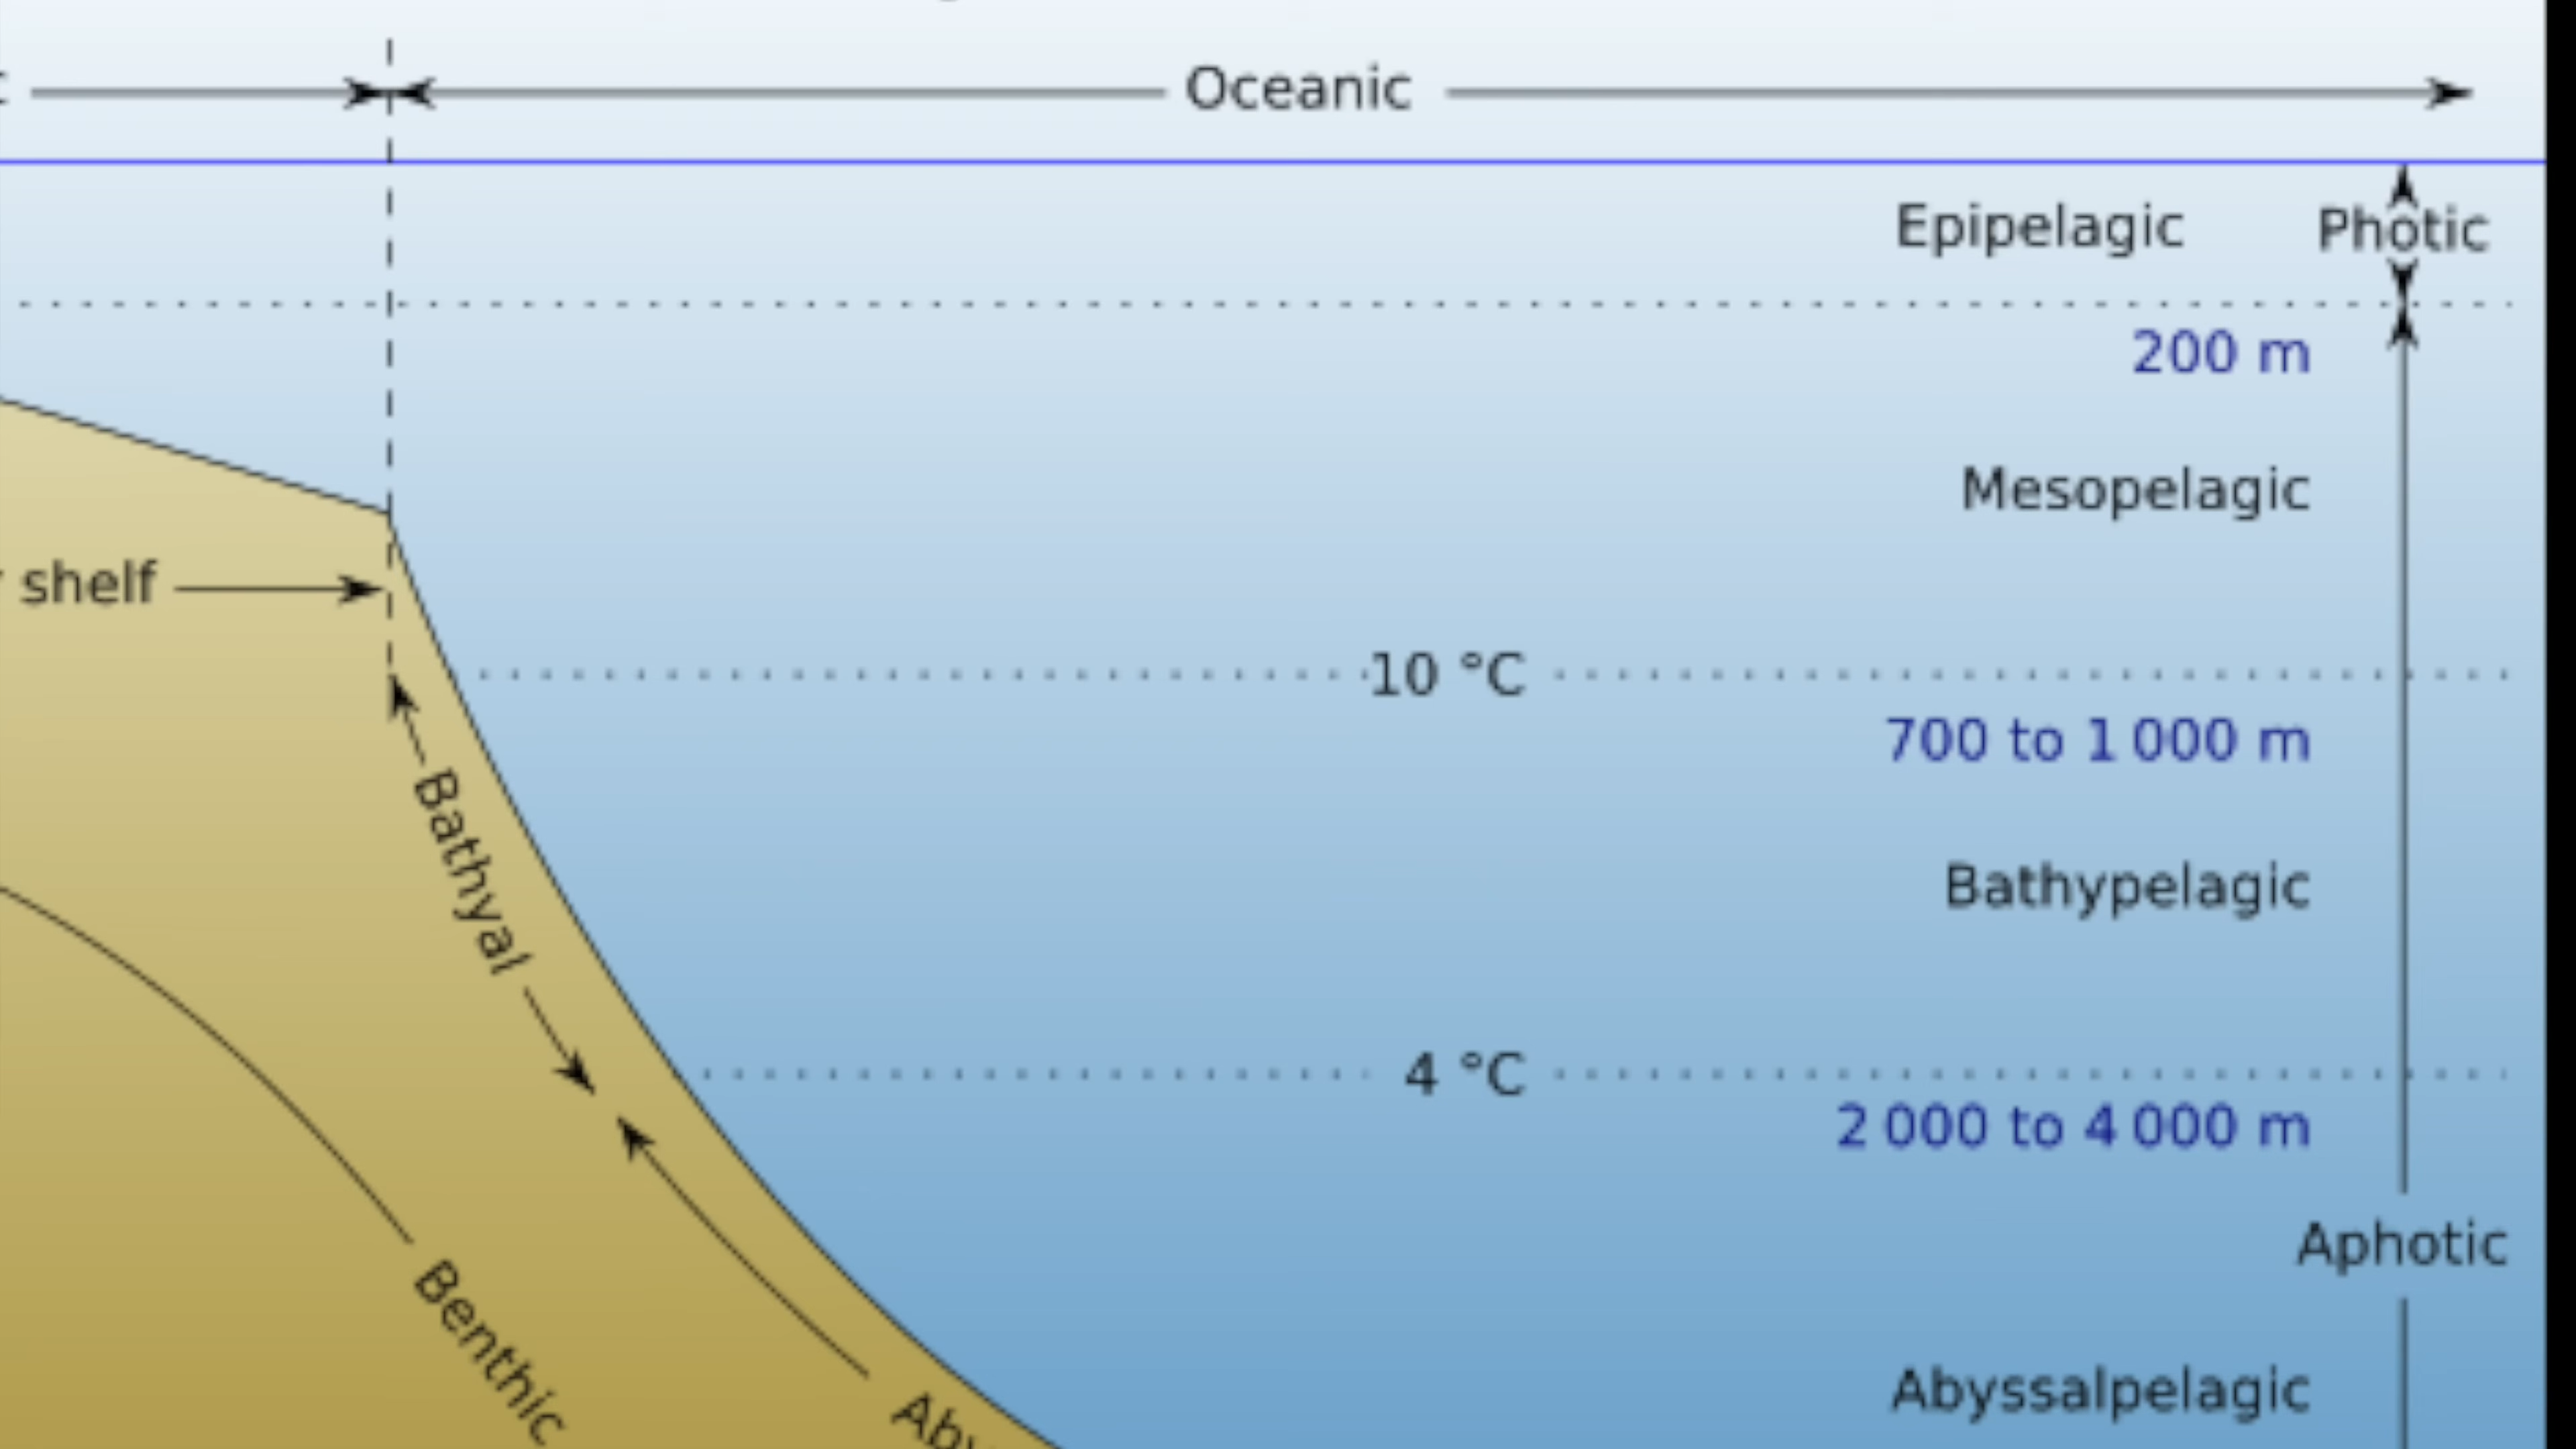 Oceanic
Epipelagic
Photic
200 m
Mesopelagic
shelf
10 °C
700 to 1 000 m
Bathyal
Bathypelagic
4 °C
2 000 to 4 000 m
Aphotic
Benthic
Abyssalpelagic